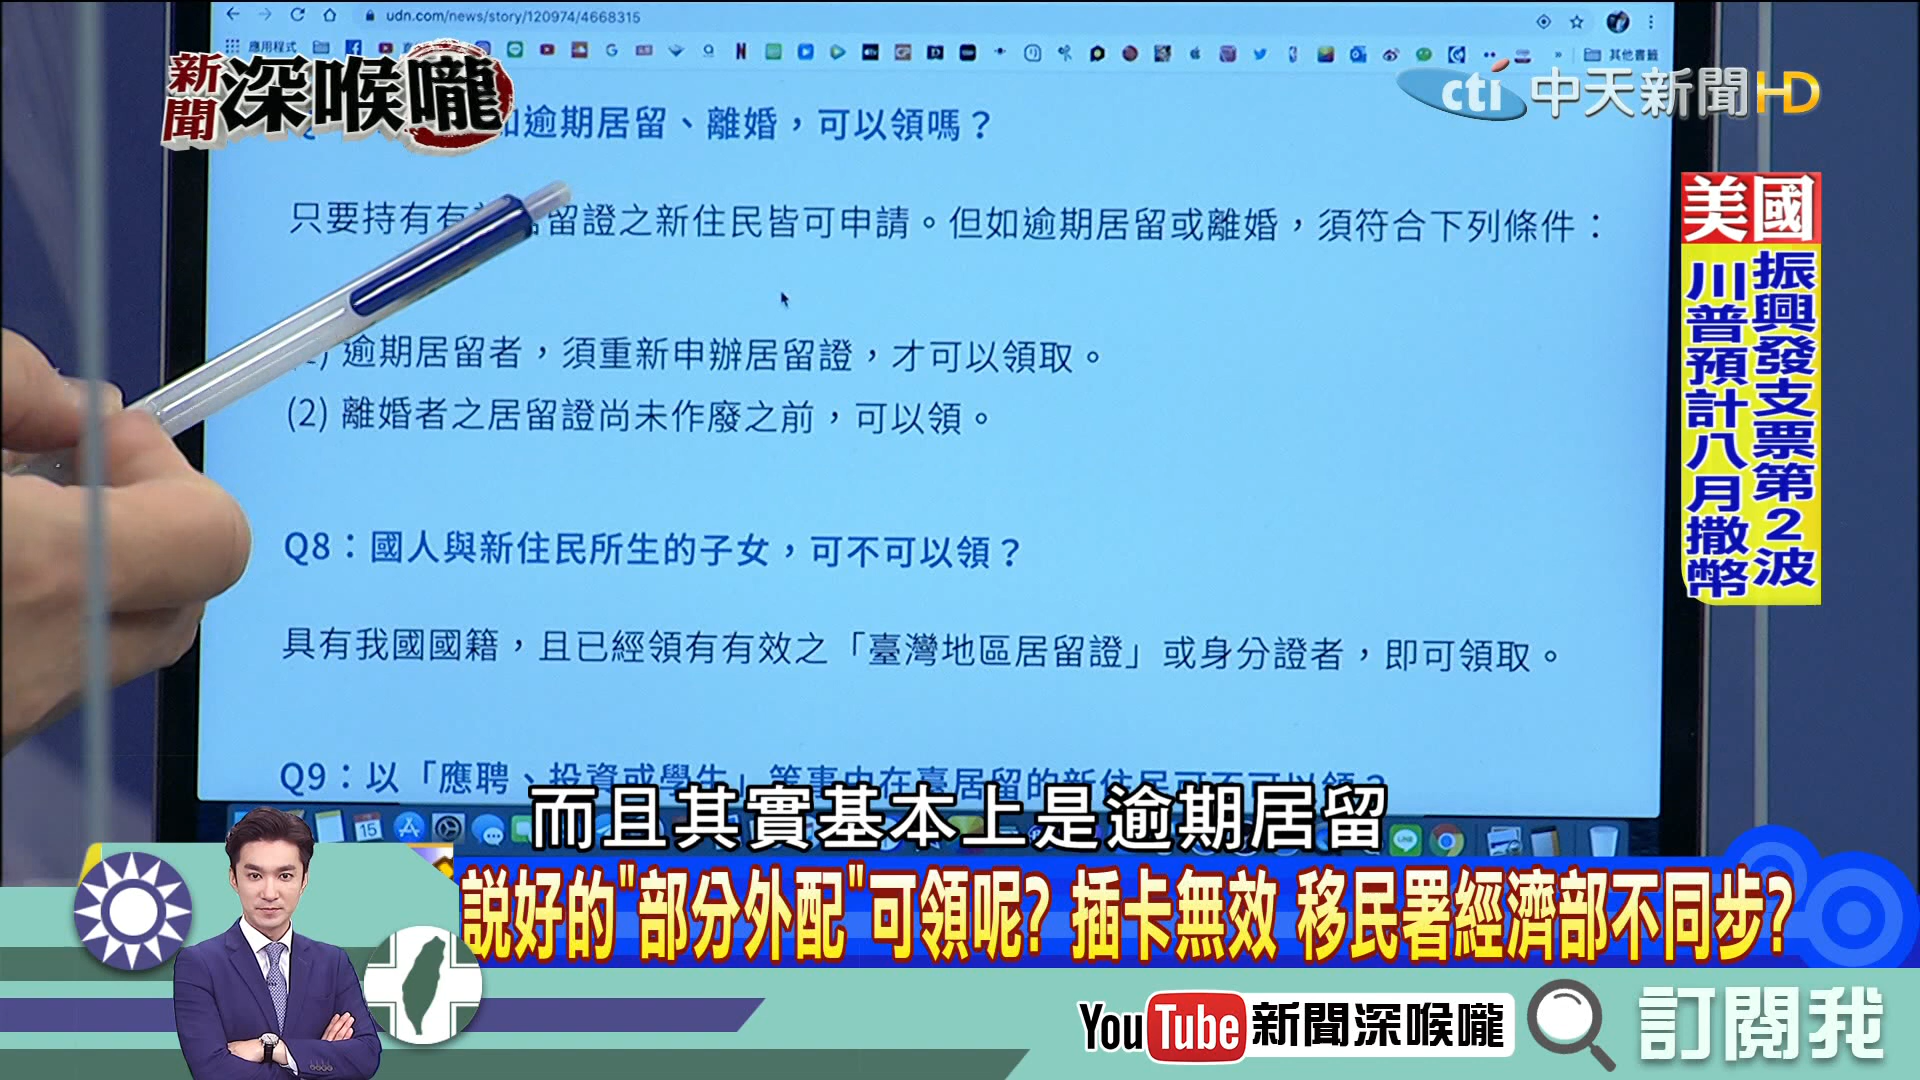 udn.com/news/story/120974/4668315
應用程式
其他書籤
新聞深喉嚨
cti 中天新聞HD
如逾期居留、離婚，可以領嗎？
只要持有有 居留證之新住民皆可申請。但如逾期居留或離婚，須符合下列條件：
逾期居留者，須重新申辦居留證，才可以領取。
(2) 離婚者之居留證尚未作廢之前，可以領。
Q8：國人與新住民所生的子女，可不可以領？
具有我國國籍，且已經領有有效之「臺灣地區居留證」或身分證者，即可領取。
Q9：以「應聘、投資或學生」等事由在臺居留的新住民可不可以領？
美國
振興發支票第2波
川普預計八月撒幣
15
而且其實基本上是逾期居留
說好的"部分外配"可領呢? 插卡無效 移民署經濟部不同步?
YouTube 新聞深喉嚨
訂閱我